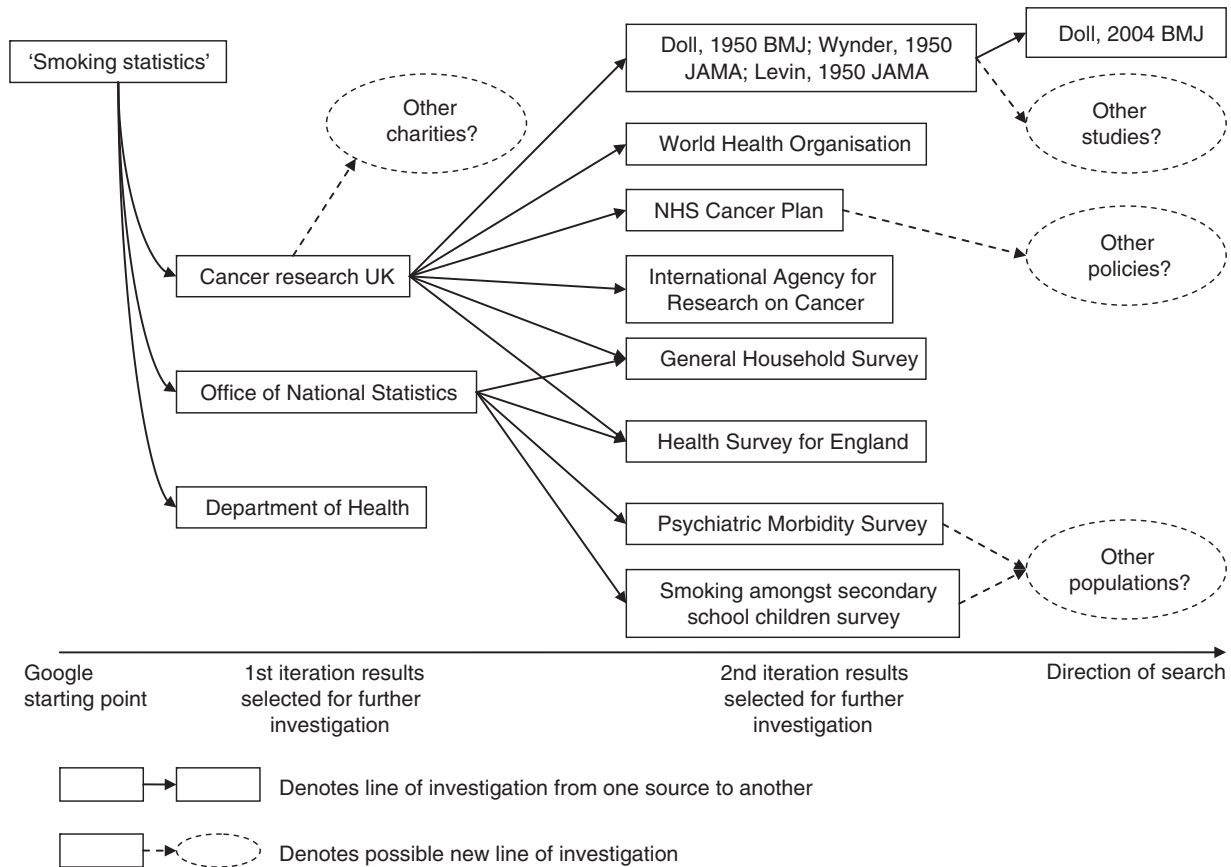 'Smoking statistics'
Other
charities?
Doll, 1950 BMJ; Wynder, 1950
JAMA; Levin, 1950 JAMA
Doll, 2004 BMJ
Other
studies?
World Health Organisation
NHS Cancer Plan
Other
policies?
Cancer research UK
International Agency for
Research on Cancer
General Household Survey
Office of National Statistics
Health Survey for England
Department of Health
Psychiatric Morbidity Survey
Other
populations?
Smoking amongst secondary
school children survey
Google
starting point
1st iteration results
selected for further
investigation
2nd iteration results
selected for further
investigation
Direction of search
Denotes line of investigation from one source to another
Denotes possible new line of investigation